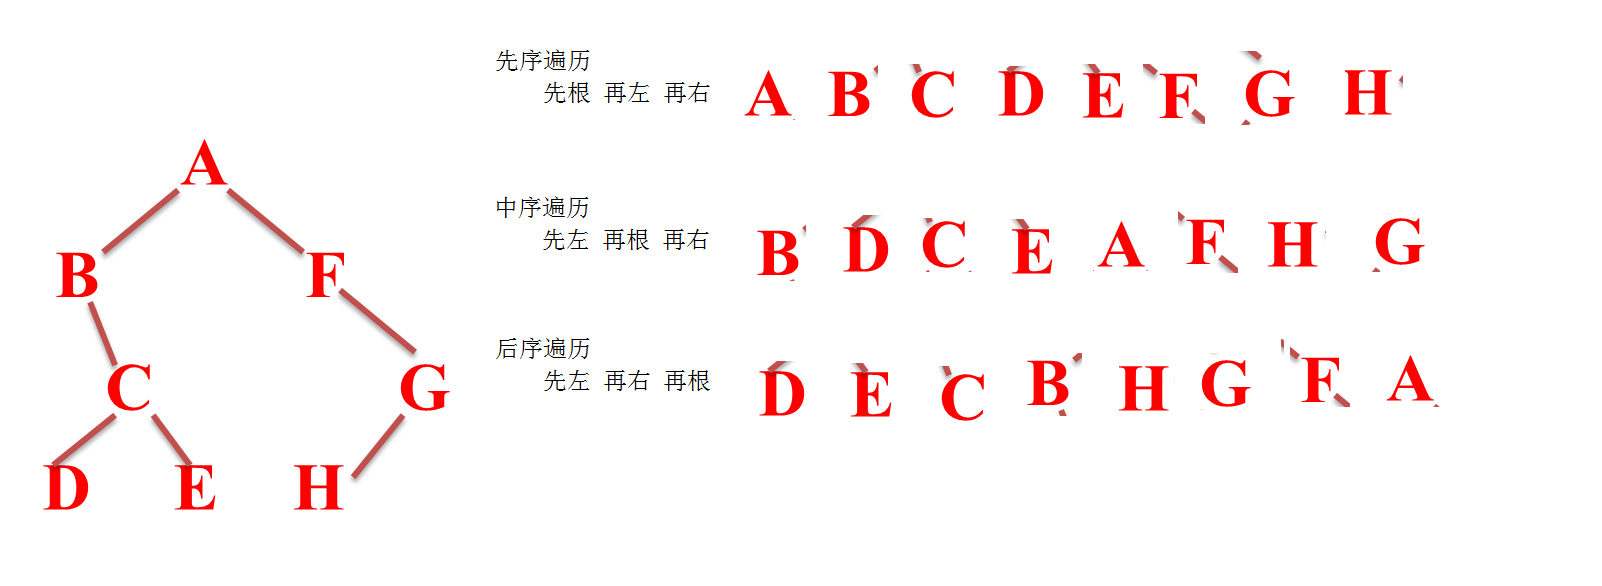 先序遍历
先根 再左 再右 A B C D E F G H
A
中序遍历
先左 再根 再右 B D C E A F H G
B F
后序遍历
先左 再右 再根 D E C B H G F A
C G
D E H